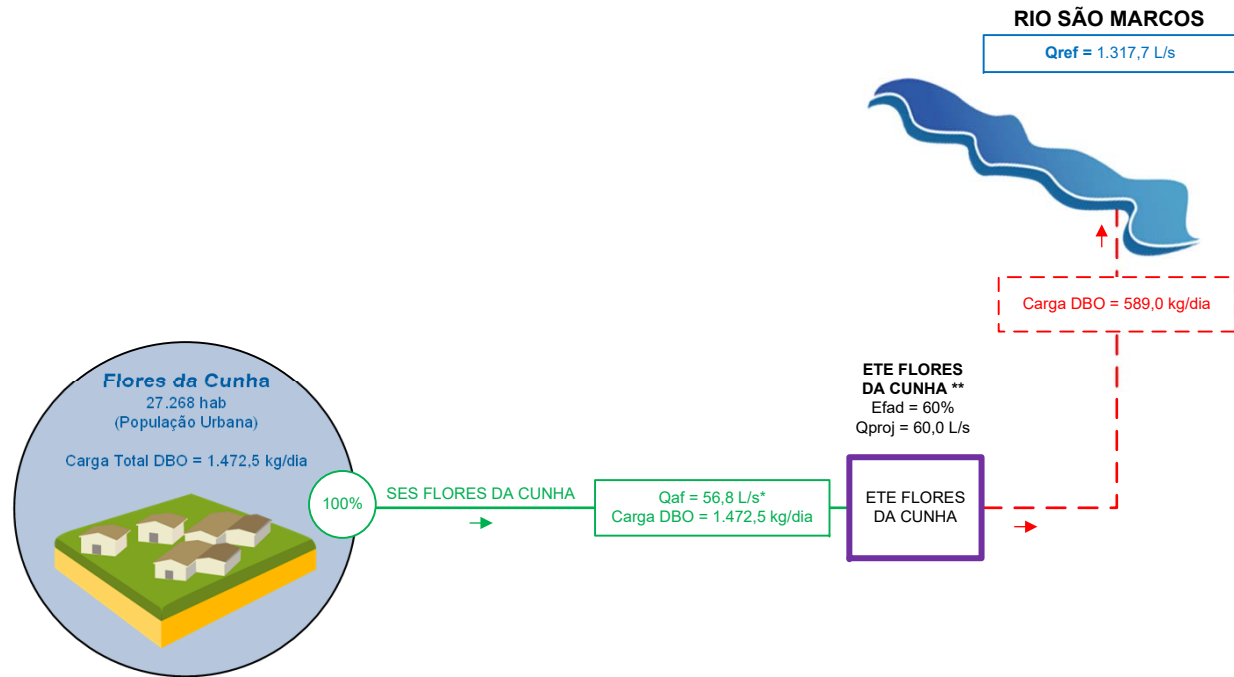 RIO SÃO MARCOS
Qref = 1.317,7 L/s
Carga DBO = 589,0 kg/dia
Flores da Cunha
27.268 hab
(População Urbana)
Carga Total DBO = 1.472,5 kg/dia
100%
SES FLORES DA CUNHA
Qaf = 56,8 L/s*
Carga DBO = 1.472,5 kg/dia
ETE FLORES
DA CUNHA **
Efad = 60%
Qproj = 60,0 L/s
ETE FLORES
DA CUNHA